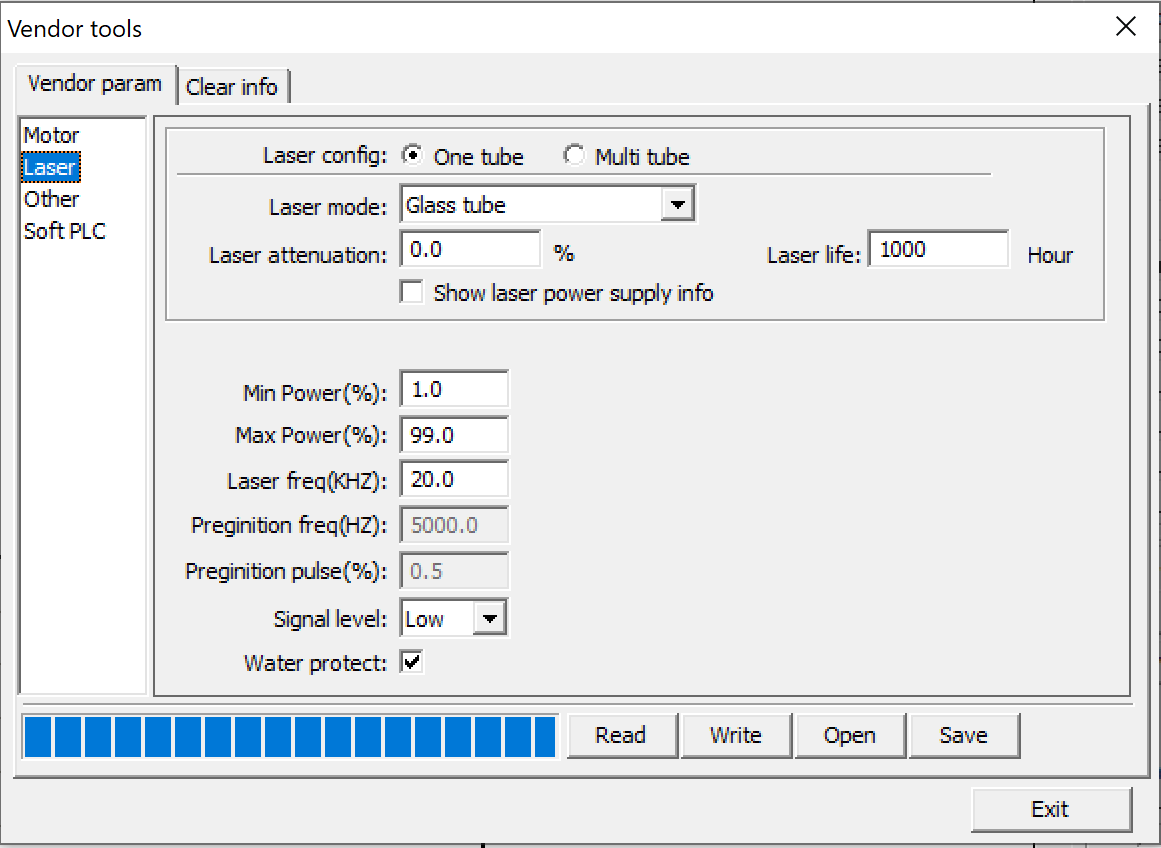 Vendor tools
Vendor param Clear info
Motor
Laser
Other
Soft PLC
Laser config: One tube Multi tube
Laser mode: Glass tube
Laser attenuation: 0.0 % Laser life: 1000 Hour
Show laser power supply info
Min Power(%): 1.0
Max Power(%): 99.0
Laser freq(KHZ): 20.0
Preginition freq(HZ): 5000.0
Preginition pulse(%): 0.5
Signal level: Low
Water protect:
Read Write Open Save
Exit